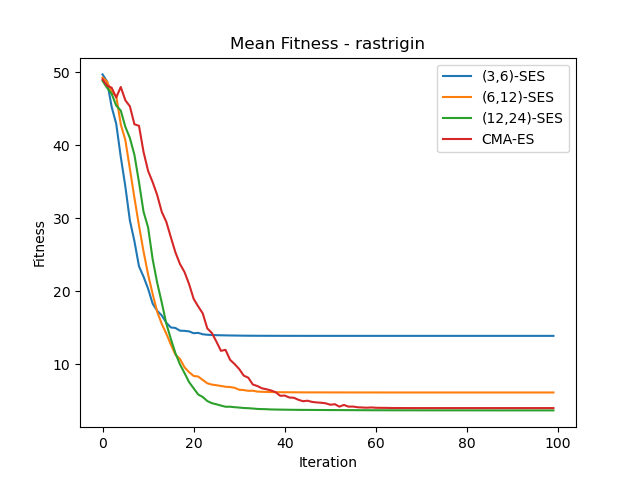 Mean Fitness - rastrigin
(3,6)-SES
(6,12)-SES
(12,24)-SES
CMA-ES
Fitness
50
40
30
20
10
0 20 40 60 80 100
Iteration